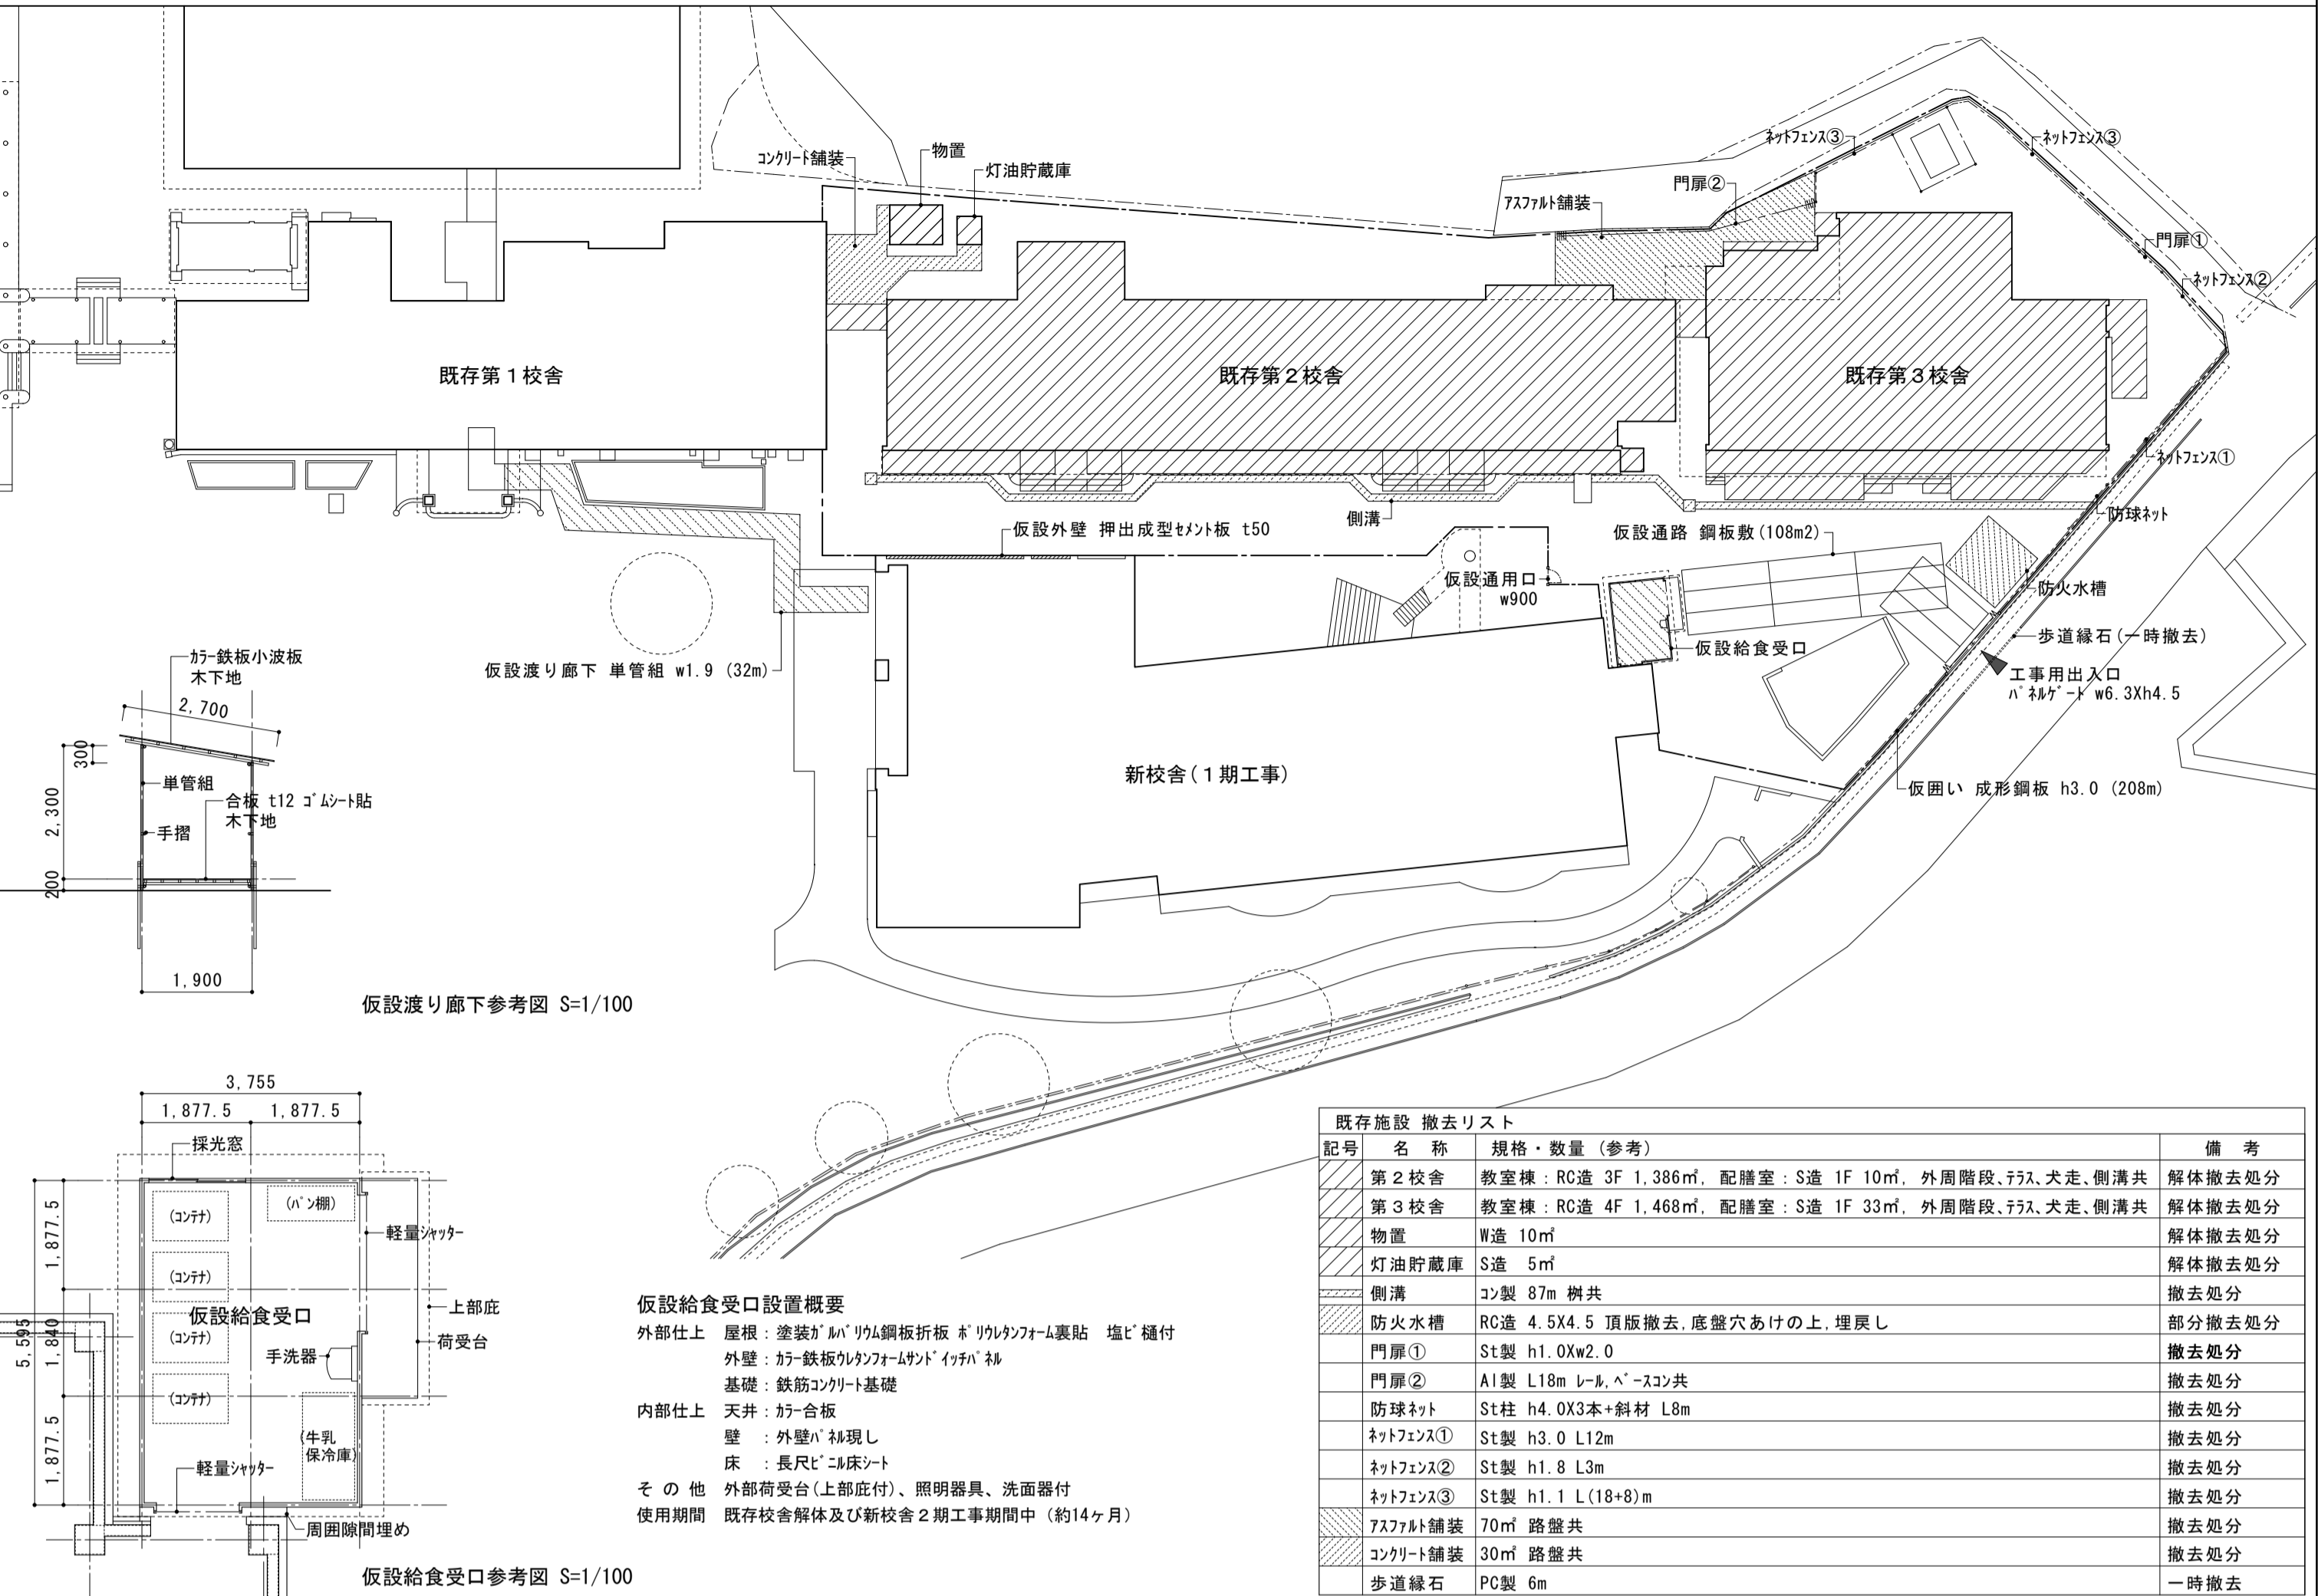 コンクリート舗装
物置
灯油貯蔵庫
ネットフェンス③
ネットフェンス③
門扉②
アスファルト舗装
門扉①
ネットフェンス②
既存第１校舎
既存第２校舎
既存第３校舎
ネットフェンス①
防球ネット
仮設外壁 押出成型セメント板 t50
側溝
仮設通路 鋼板敷(108m2)
仮設通用口
w900
防火水槽
歩道縁石(一時撤去)
仮設給食受口
工事用出入口
パネルゲート w6.3Xh4.5
仮設渡り廊下 単管組 w1.9 (32m)
新校舎(１期工事)
仮囲い 成形鋼板 h3.0 (208m)
カラー鉄板小波板
木下地
2,700
300
単管組
合板 t12 ゴムシート貼
木下地
2,300
手摺
200
1,900
仮設渡り廊下参考図 S=1/100
3,755
1,877.5 1,877.5
採光窓
(コンテナ)
(パン棚)
軽量シャッター
1,877.5
(コンテナ)
仮設給食受口
上部庇
5,595
1,840
(コンテナ)
手洗器
荷受台
(コンテナ)
1,877.5
(牛乳
保冷庫)
軽量シャッター
周囲隙間埋め
仮設給食受口参考図 S=1/100
仮設給食受口設置概要
外部仕上 屋根：塗装ガルバリウム鋼板折板 ポリウレタンフォーム裏貼 塩ビ樋付
外壁：カラー鉄板ウレタンフォームサンドイッチパネル
基礎：鉄筋コンクリート基礎
内部仕上 天井：カラー合板
壁 ：外壁パネル現し
床 ：長尺ビニル床シート
その他 外部荷受台(上部庇付)、照明器具、洗面器付
使用期間 既存校舎解体及び新校舎２期工事期間中 (約14ヶ月)
既存施設 撤去リスト
記号 名 称 規格・数量 (参考) 備 考
第２校舎 教室棟：RC造 3F 1,386㎡, 配膳室：S造 1F 10㎡, 外周階段、テラス、犬走、側溝共 解体撤去処分
第３校舎 教室棟：RC造 4F 1,468㎡, 配膳室：S造 1F 33㎡, 外周階段、テラス、犬走、側溝共 解体撤去処分
物置 W造 10㎡ 解体撤去処分
灯油貯蔵庫 S造 5㎡ 解体撤去処分
側溝 コン製 87m 桝共 撤去処分
防火水槽 RC造 4.5X4.5 頂版撤去,底盤穴あけの上,埋戻し 部分撤去処分
門扉① St製 h1.0Xw2.0 撤去処分
門扉② Al製 L18m レール,ベースコン共 撤去処分
防球ネット St柱 h4.0X3本+斜材 L8m 撤去処分
ネットフェンス① St製 h3.0 L12m 撤去処分
ネットフェンス② St製 h1.8 L3m 撤去処分
ネットフェンス③ St製 h1.1 L(18+8)m 撤去処分
アスファルト舗装 70㎡ 路盤共 撤去処分
コンクリート舗装 30㎡ 路盤共 撤去処分
歩道縁石 PC製 6m 一時撤去